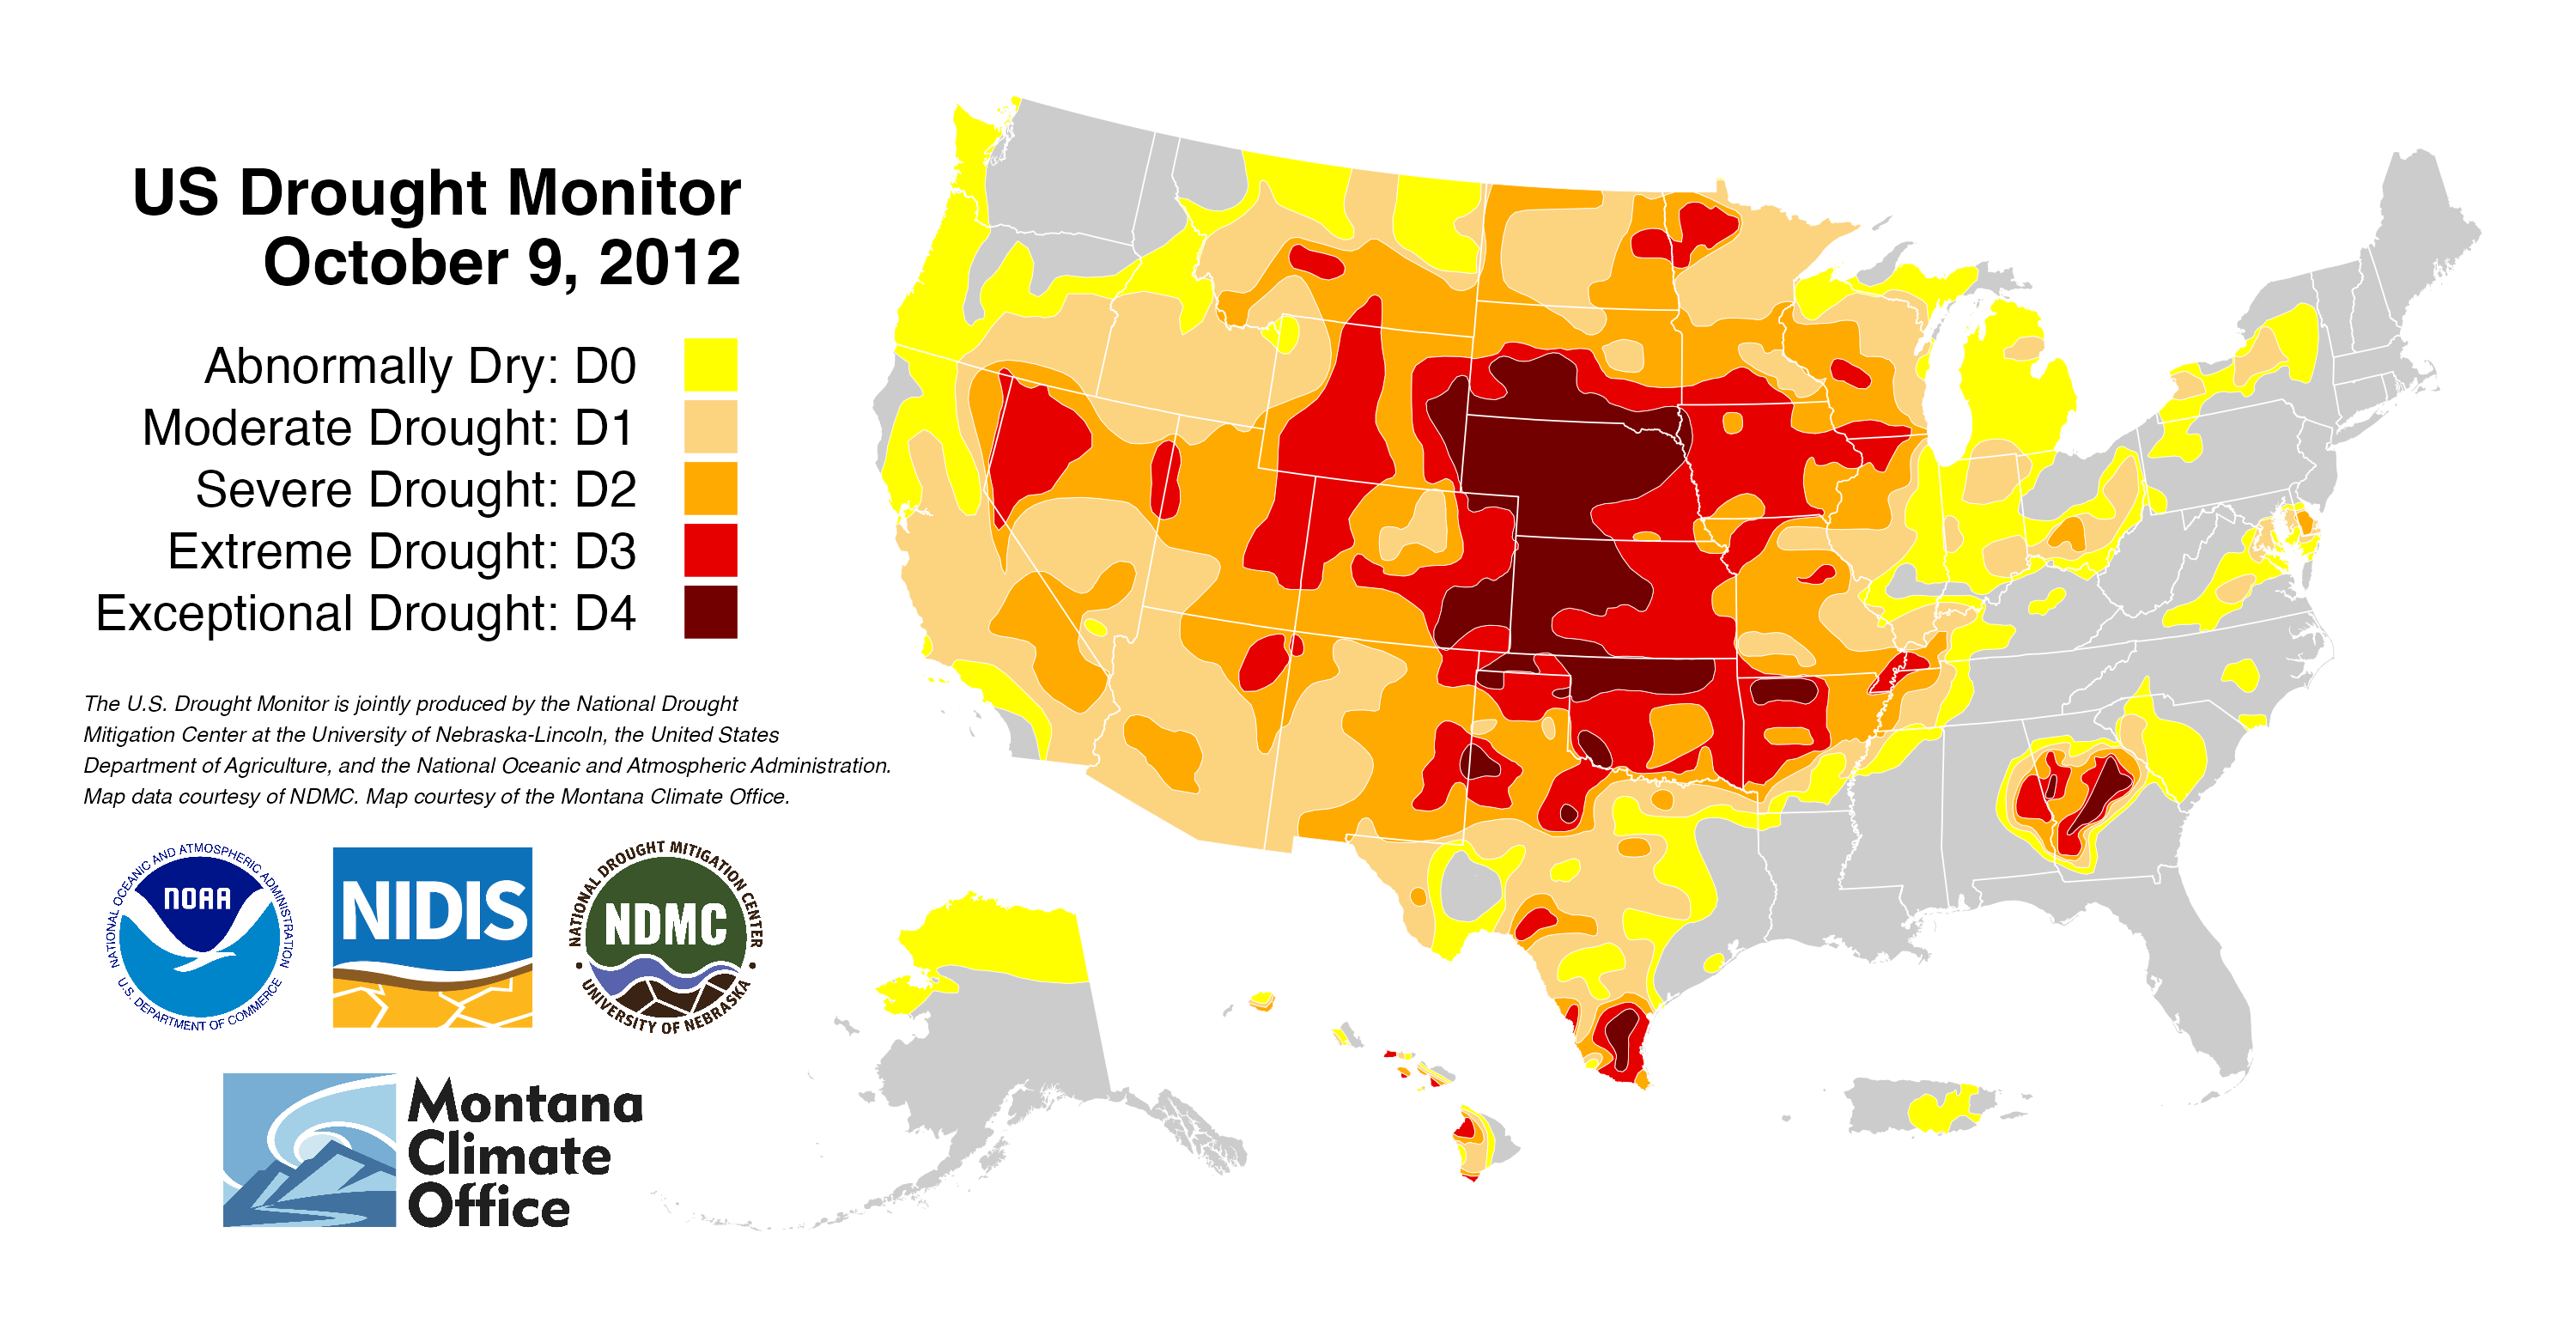 US Drought Monitor
October 9, 2012
Abnormally Dry: D0
Moderate Drought: D1
Severe Drought: D2
Extreme Drought: D3
Exceptional Drought: D4
The U.S. Drought Monitor is jointly produced by the National Drought
Mitigation Center at the University of Nebraska-Lincoln, the United States
Department of Agriculture, and the National Oceanic and Atmospheric Administration.
Map data courtesy of NDMC. Map courtesy of the Montana Climate Office.
NATIONAL OCEANIC AND ATMOSPHERIC ADMINISTRATION
NOAA
U.S. DEPARTMENT OF COMMERCE
NIDIS
NATIONAL DROUGHT MITIGATION CENTER
NDMC
UNIVERSITY OF NEBRASKA
Montana
Climate
Office